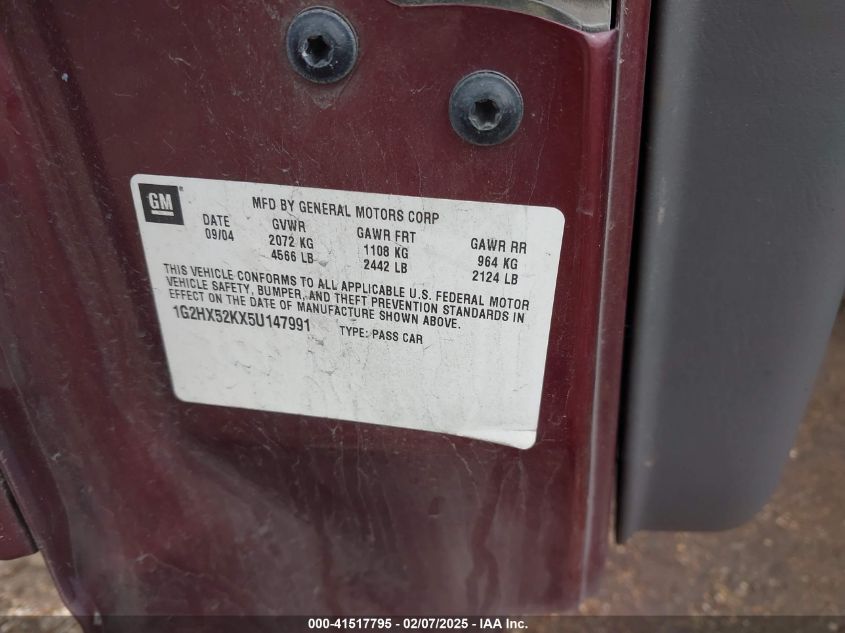 GM
MFD BY GENERAL MOTORS CORP
DATE GVWR GAWR FRT GAWR RR
09/04 2072 KG 1108 KG 964 KG
4566 LB 2442 LB 2124 LB
THIS VEHICLE CONFORMS TO ALL APPLICABLE U.S. FEDERAL MOTOR
VEHICLE SAFETY, BUMPER, AND THEFT PREVENTION STANDARDS IN
EFFECT ON THE DATE OF MANUFACTURE SHOWN ABOVE.
1G2HX52KX5U147991 TYPE: PASS CAR
000-41517795 - 02/07/2025 - IAA Inc.